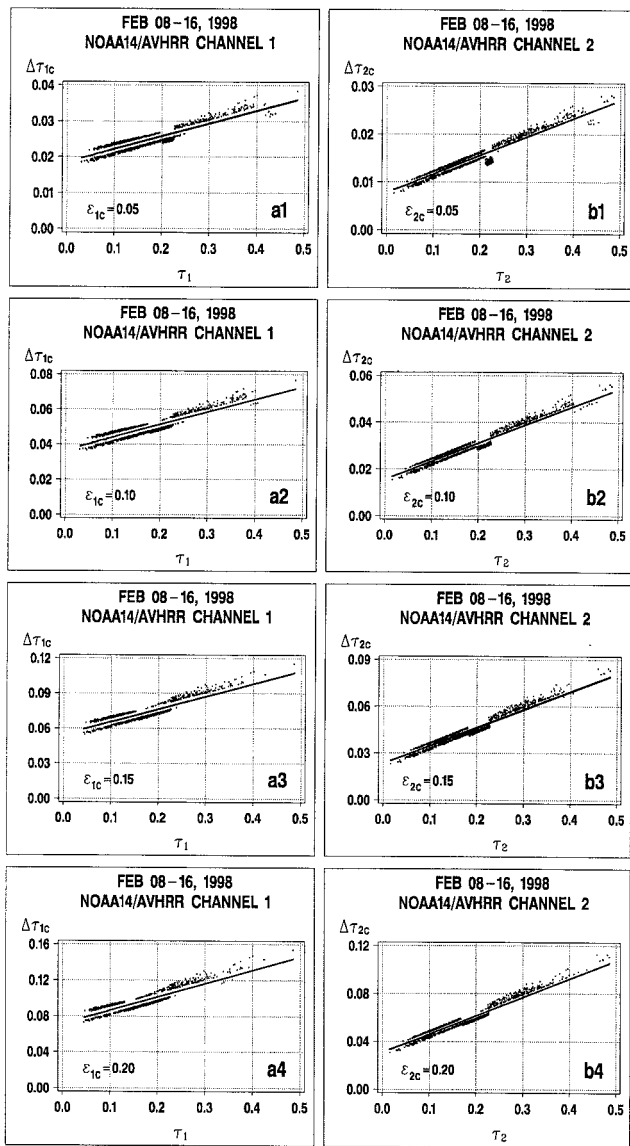 FEB 08-16, 1998
NOAA14/AVHRR CHANNEL 1
Δτ1c
0.04
0.03
0.02
0.01
0.00
ε1c=0.05
a1
0.0 0.1 0.2 0.3 0.4 0.5
τ1
FEB 08-16, 1998
NOAA14/AVHRR CHANNEL 2
Δτ2c
0.03
0.02
0.01
0.00
ε2c=0.05
b1
0.0 0.1 0.2 0.3 0.4 0.5
τ2
FEB 08-16, 1998
NOAA14/AVHRR CHANNEL 1
Δτ1c
0.08
0.06
0.04
0.02
0.00
ε1c=0.10
a2
0.0 0.1 0.2 0.3 0.4 0.5
τ1
FEB 08-16, 1998
NOAA14/AVHRR CHANNEL 2
Δτ2c
0.06
0.04
0.02
0.00
ε2c=0.10
b2
0.0 0.1 0.2 0.3 0.4 0.5
τ2
FEB 08-16, 1998
NOAA14/AVHRR CHANNEL 1
Δτ1c
0.12
0.09
0.06
0.03
0.00
ε1c=0.15
a3
0.0 0.1 0.2 0.3 0.4 0.5
τ1
FEB 08-16, 1998
NOAA14/AVHRR CHANNEL 2
Δτ2c
0.09
0.06
0.03
0.00
ε2c=0.15
b3
0.0 0.1 0.2 0.3 0.4 0.5
τ2
FEB 08-16, 1998
NOAA14/AVHRR CHANNEL 1
Δτ1c
0.16
0.12
0.08
0.04
0.00
ε1c=0.20
a4
0.0 0.1 0.2 0.3 0.4 0.5
τ1
FEB 08-16, 1998
NOAA14/AVHRR CHANNEL 2
Δτ2c
0.12
0.08
0.04
0.00
ε2c=0.20
b4
0.0 0.1 0.2 0.3 0.4 0.5
τ2